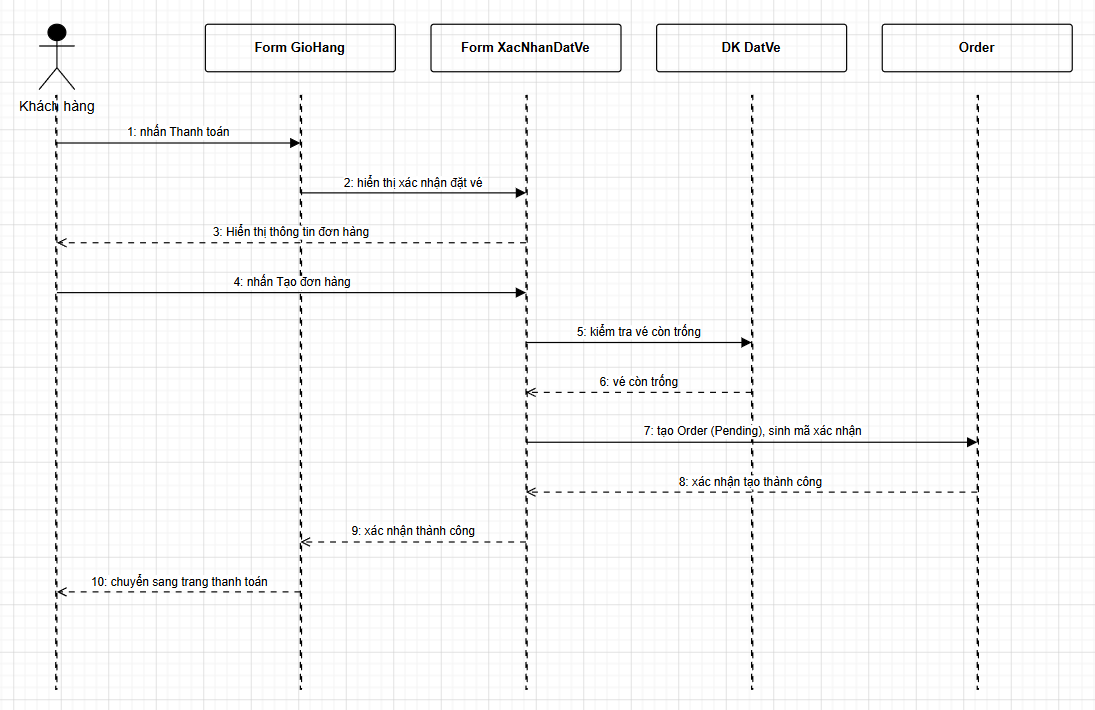 Form GioHang
Form XacNhanDatVe
DK DatVe
Order
Khách hàng
1: nhấn Thanh toán
2: hiển thị xác nhận đặt vé
3: Hiển thị thông tin đơn hàng
4: nhấn Tạo đơn hàng
5: kiểm tra vé còn trống
6: vé còn trống
7: tạo Order (Pending), sinh mã xác nhận
8: xác nhận tạo thành công
9: xác nhận thành công
10: chuyển sang trang thanh toán